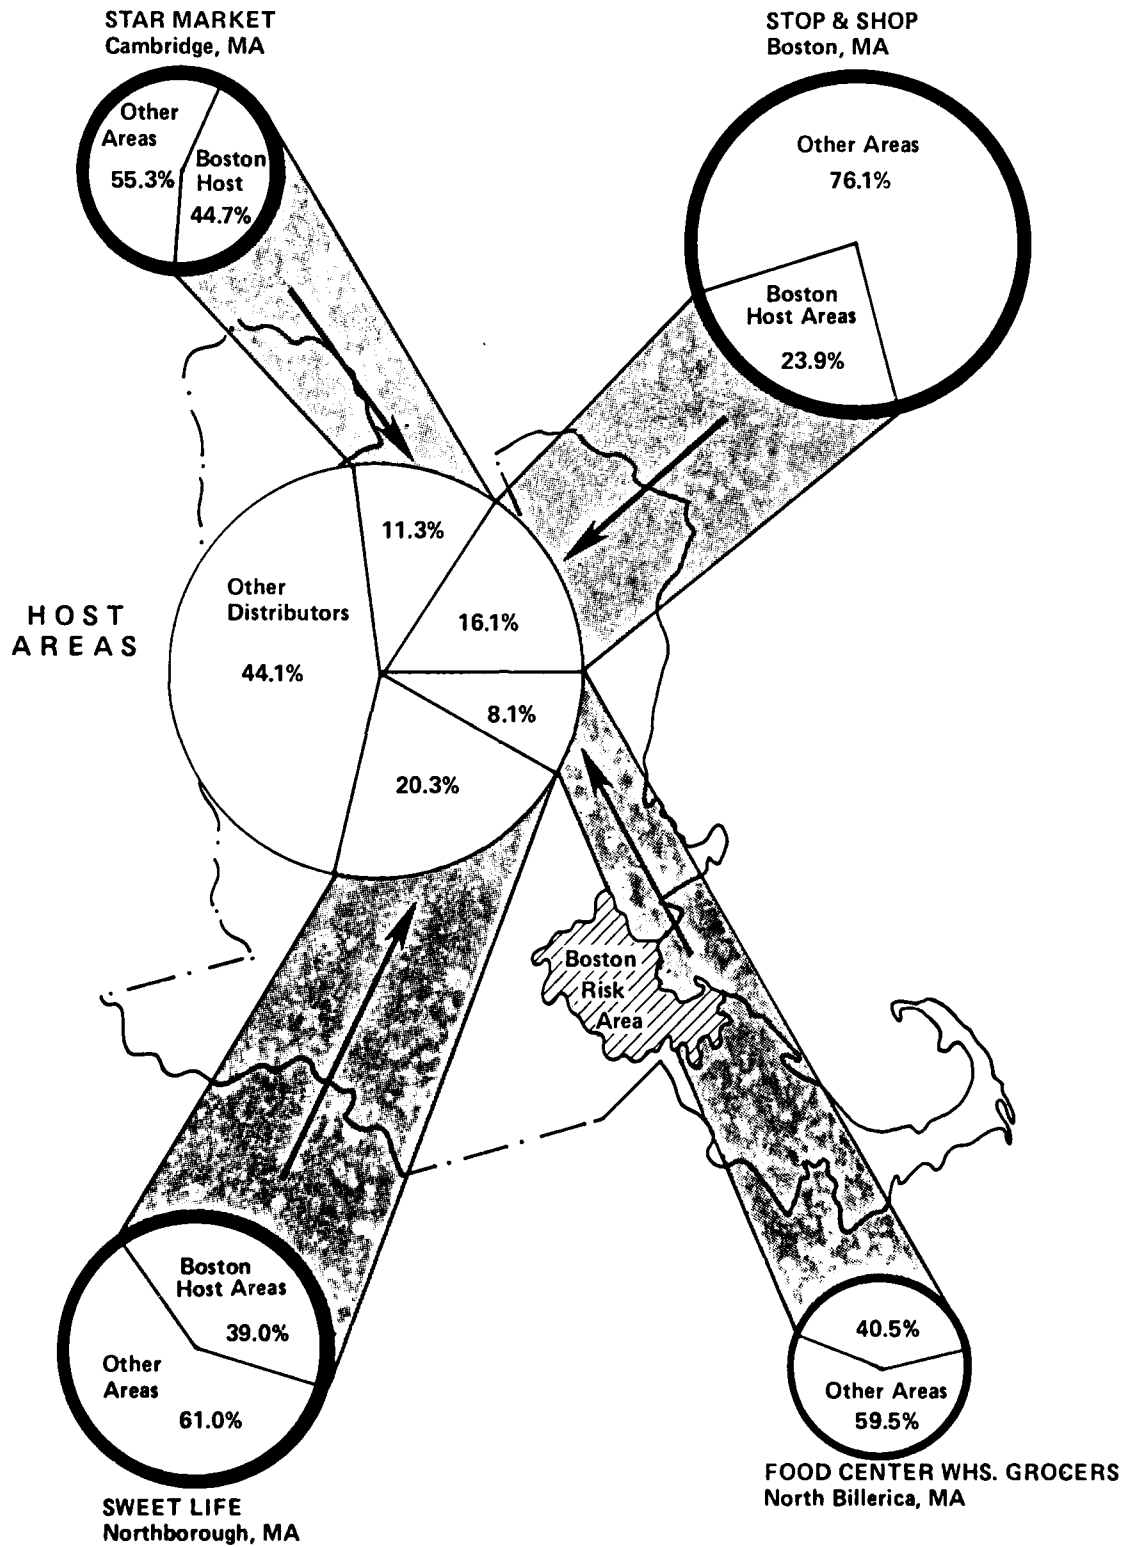 STAR MARKET
Cambridge, MA
STOP & SHOP
Boston, MA
Other
Areas
55.3%
Boston
Host
44.7%
Other Areas
76.1%
Boston
Host Areas
23.9%
HOST
AREAS
Other
Distributors
44.1%
11.3%
16.1%
8.1%
20.3%
Boston
Risk
Area
Boston
Host Areas
39.0%
Other
Areas
61.0%
40.5%
Other Areas
59.5%
SWEET LIFE
Northborough, MA
FOOD CENTER WHS. GROCERS
North Billerica, MA